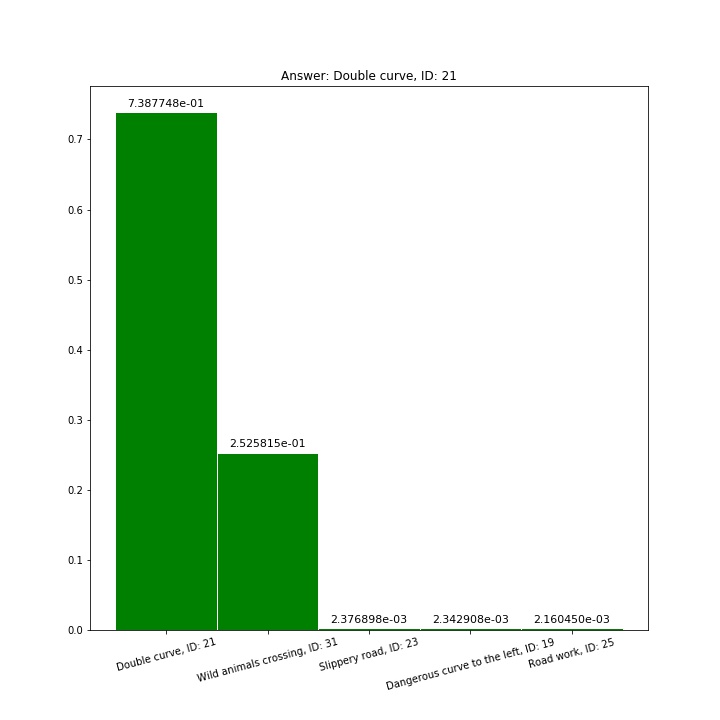 Answer: Double curve, ID: 21
7.387748e-01
0.7
0.6
0.5
0.4
0.3
2.525815e-01
0.2
0.1
2.376898e-03 2.342908e-03 2.160450e-03
0.0
Double curve, ID: 21
Wild animals crossing, ID: 31
Slippery road, ID: 23
Dangerous curve to the left, ID: 19
Road work, ID: 25